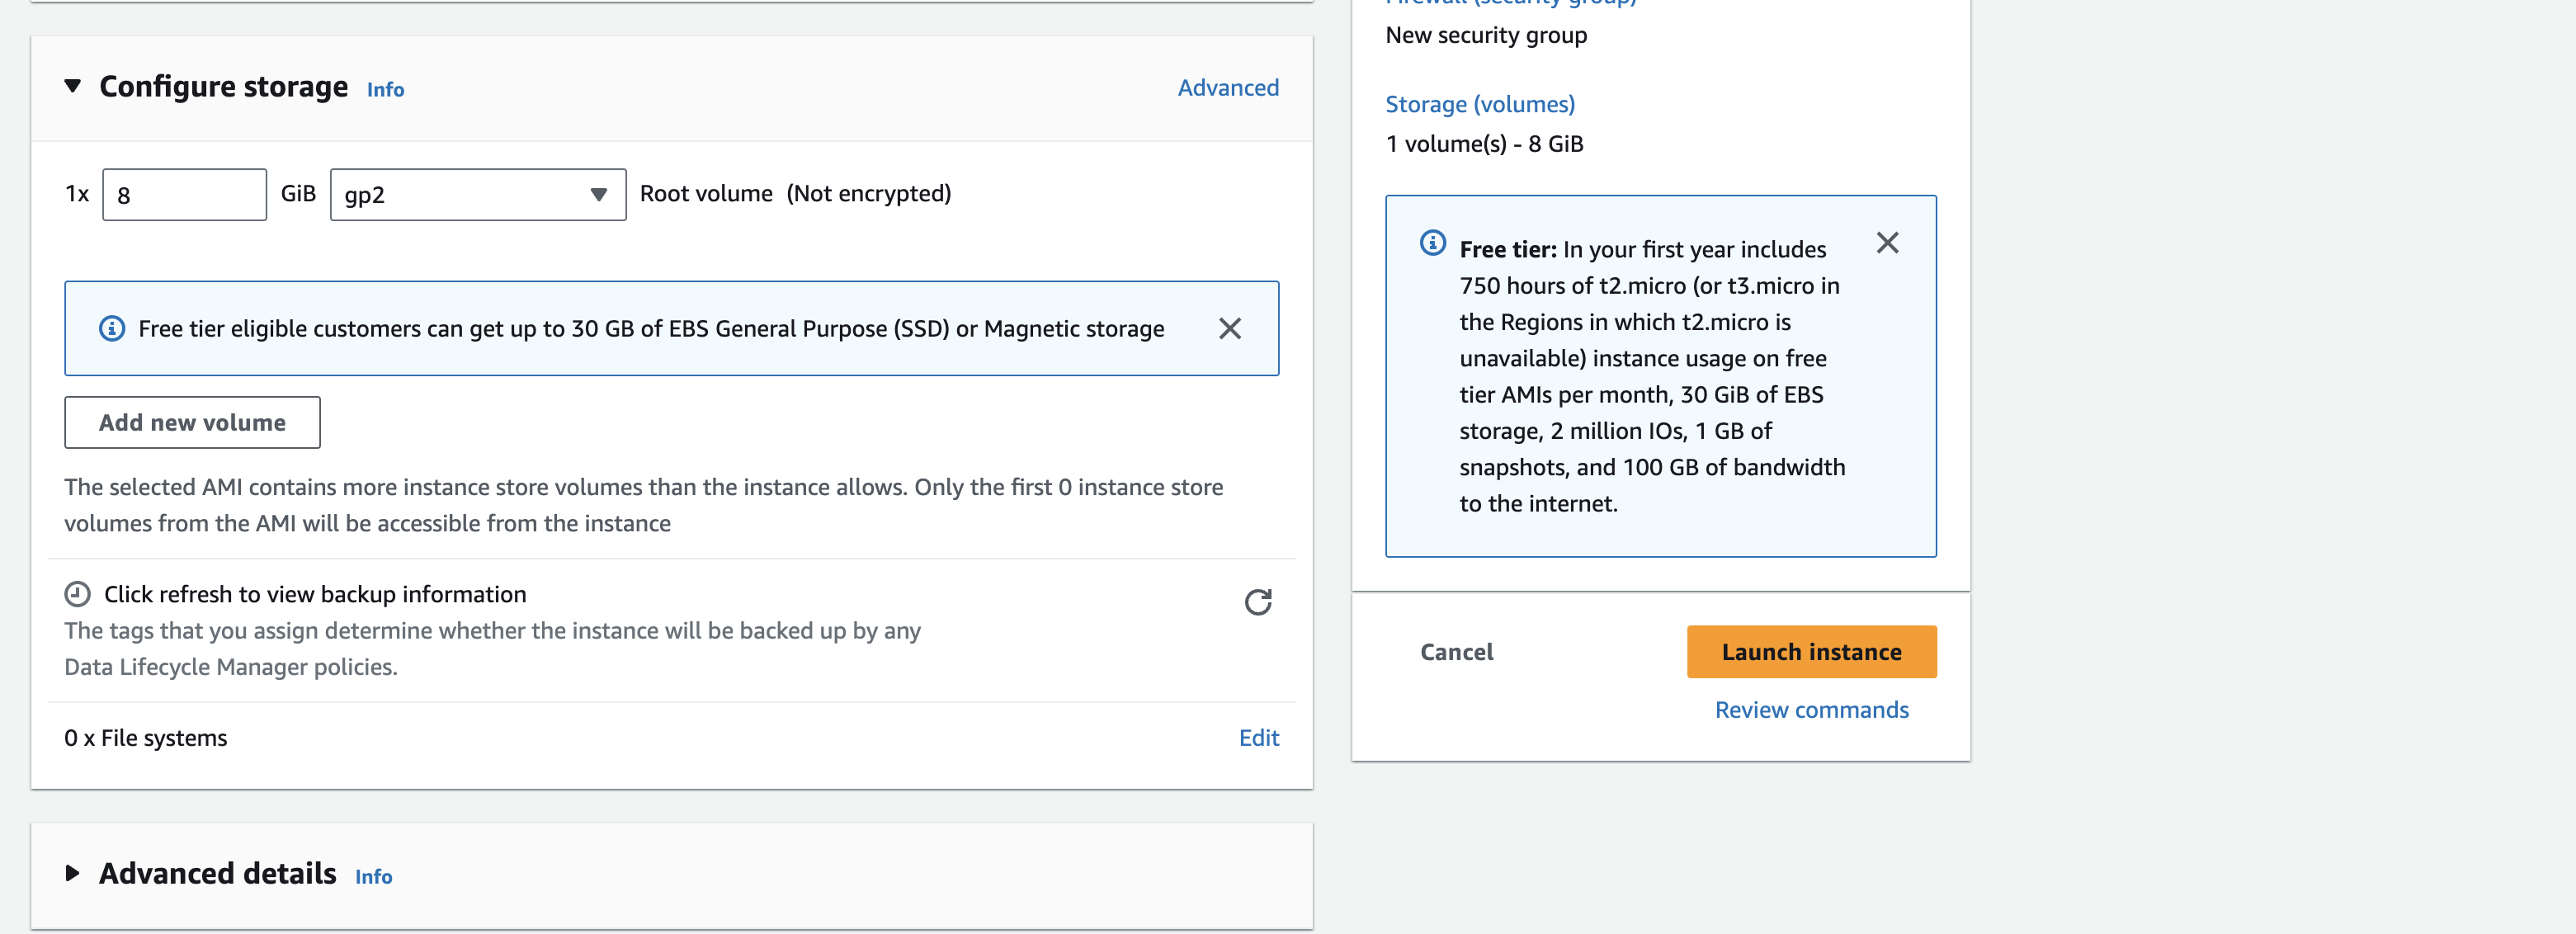 Configure storage Info
Advanced
1x 8 GiB gp2 Root volume (Not encrypted)
Free tier eligible customers can get up to 30 GB of EBS General Purpose (SSD) or Magnetic storage
Add new volume
The selected AMI contains more instance store volumes than the instance allows. Only the first 0 instance store
volumes from the AMI will be accessible from the instance
Click refresh to view backup information
The tags that you assign determine whether the instance will be backed up by any
Data Lifecycle Manager policies.
0 x File systems
Edit
Advanced details Info
Firewall (security group)
New security group
Storage (volumes)
1 volume(s) - 8 GiB
Free tier: In your first year includes
750 hours of t2.micro (or t3.micro in
the Regions in which t2.micro is
unavailable) instance usage on free
tier AMIs per month, 30 GiB of EBS
storage, 2 million IOs, 1 GB of
snapshots, and 100 GB of bandwidth
to the internet.
Cancel
Launch instance
Review commands